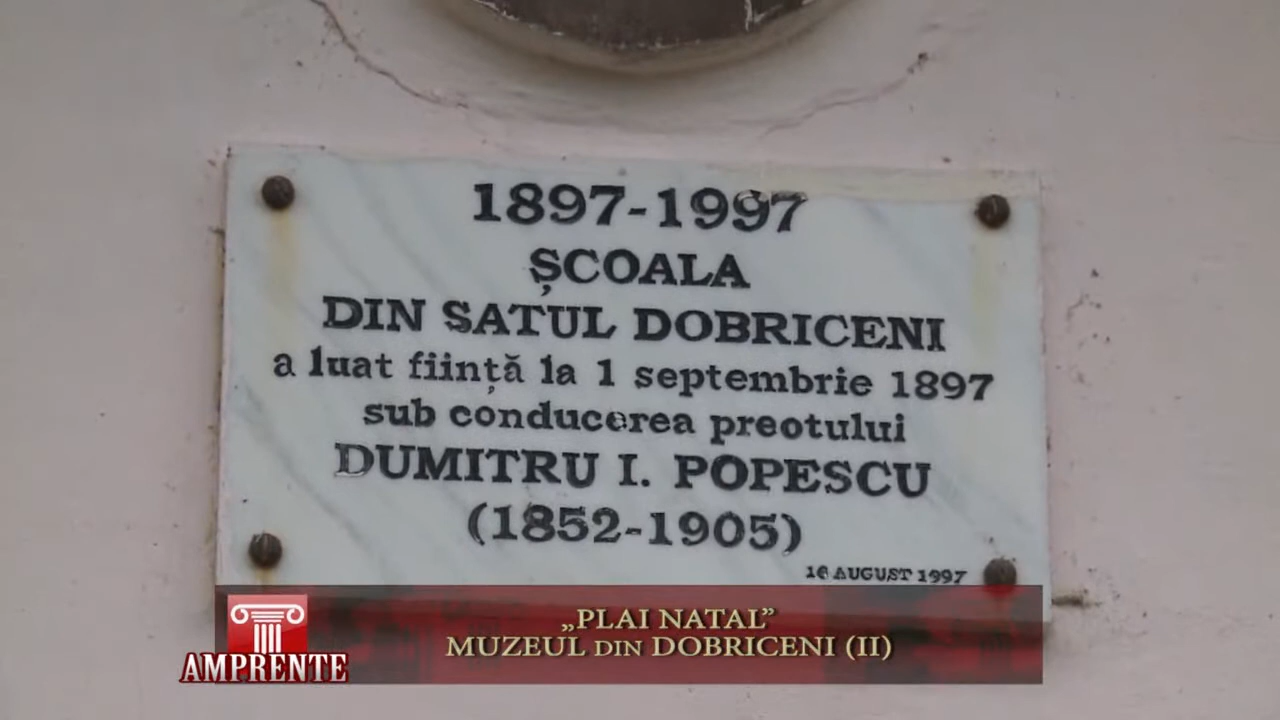 1897-1997
ȘCOALA
DIN SATUL DOBRICENI
a luat ființă la 1 septembrie 1897
sub conducerea preotului
DUMITRU I. POPESCU
(1852-1905)
16 AUGUST 1997
„PLAI NATAL”
MUZEUL DIN DOBRICENI (II)
AMPRENTE